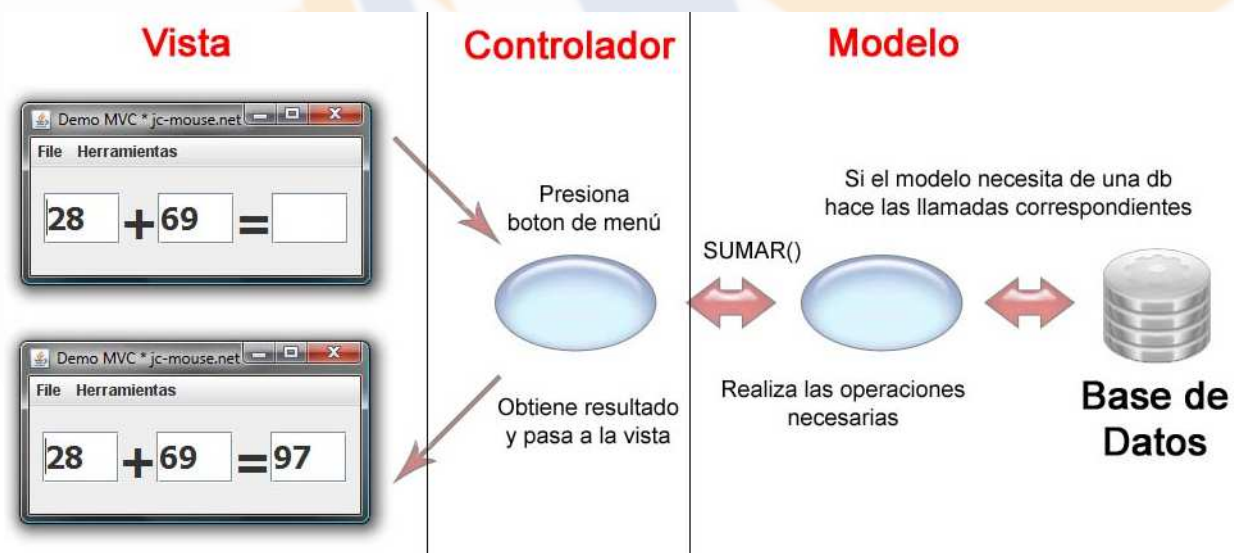 Vista
Controlador
Modelo
Demo MVC * jc-mouse.net
File Herramientas
28 + 69 =
Presiona
boton de menú
SUMAR()
Si el modelo necesita de una db
hace las llamadas correspondientes
Demo MVC * jc-mouse.net
File Herramientas
28 + 69 = 97
Obtiene resultado
y pasa a la vista
Realiza las operaciones
necesarias
Base de
Datos